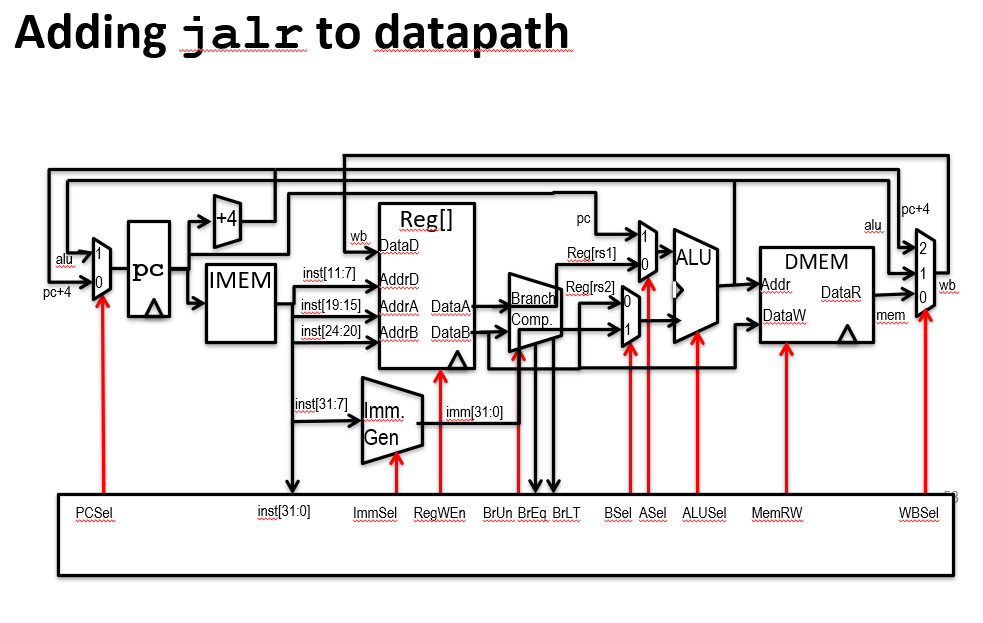 Adding jalr to datapath
+4
Reg[]
pc
pc+4
alu
wb
DataD
pc
1
Reg[rs1]
0
ALU
2
1
0
alu
pc+4
1
0
pc
IMEM
inst[11:7]
AddrD
inst[19:15]
AddrA
DataA
inst[24:20]
AddrB
DataB
Branch
Comp.
Reg[rs2]
0
1
DMEM
Addr
DataR
DataW
mem
wb
inst[31:7]
Imm.
Gen
imm[31:0]
PCSel
inst[31:0]
ImmSel
RegWEn
BrUn
BrEq
BrLT
BSel
ASel
ALUSel
MemRW
WBSel